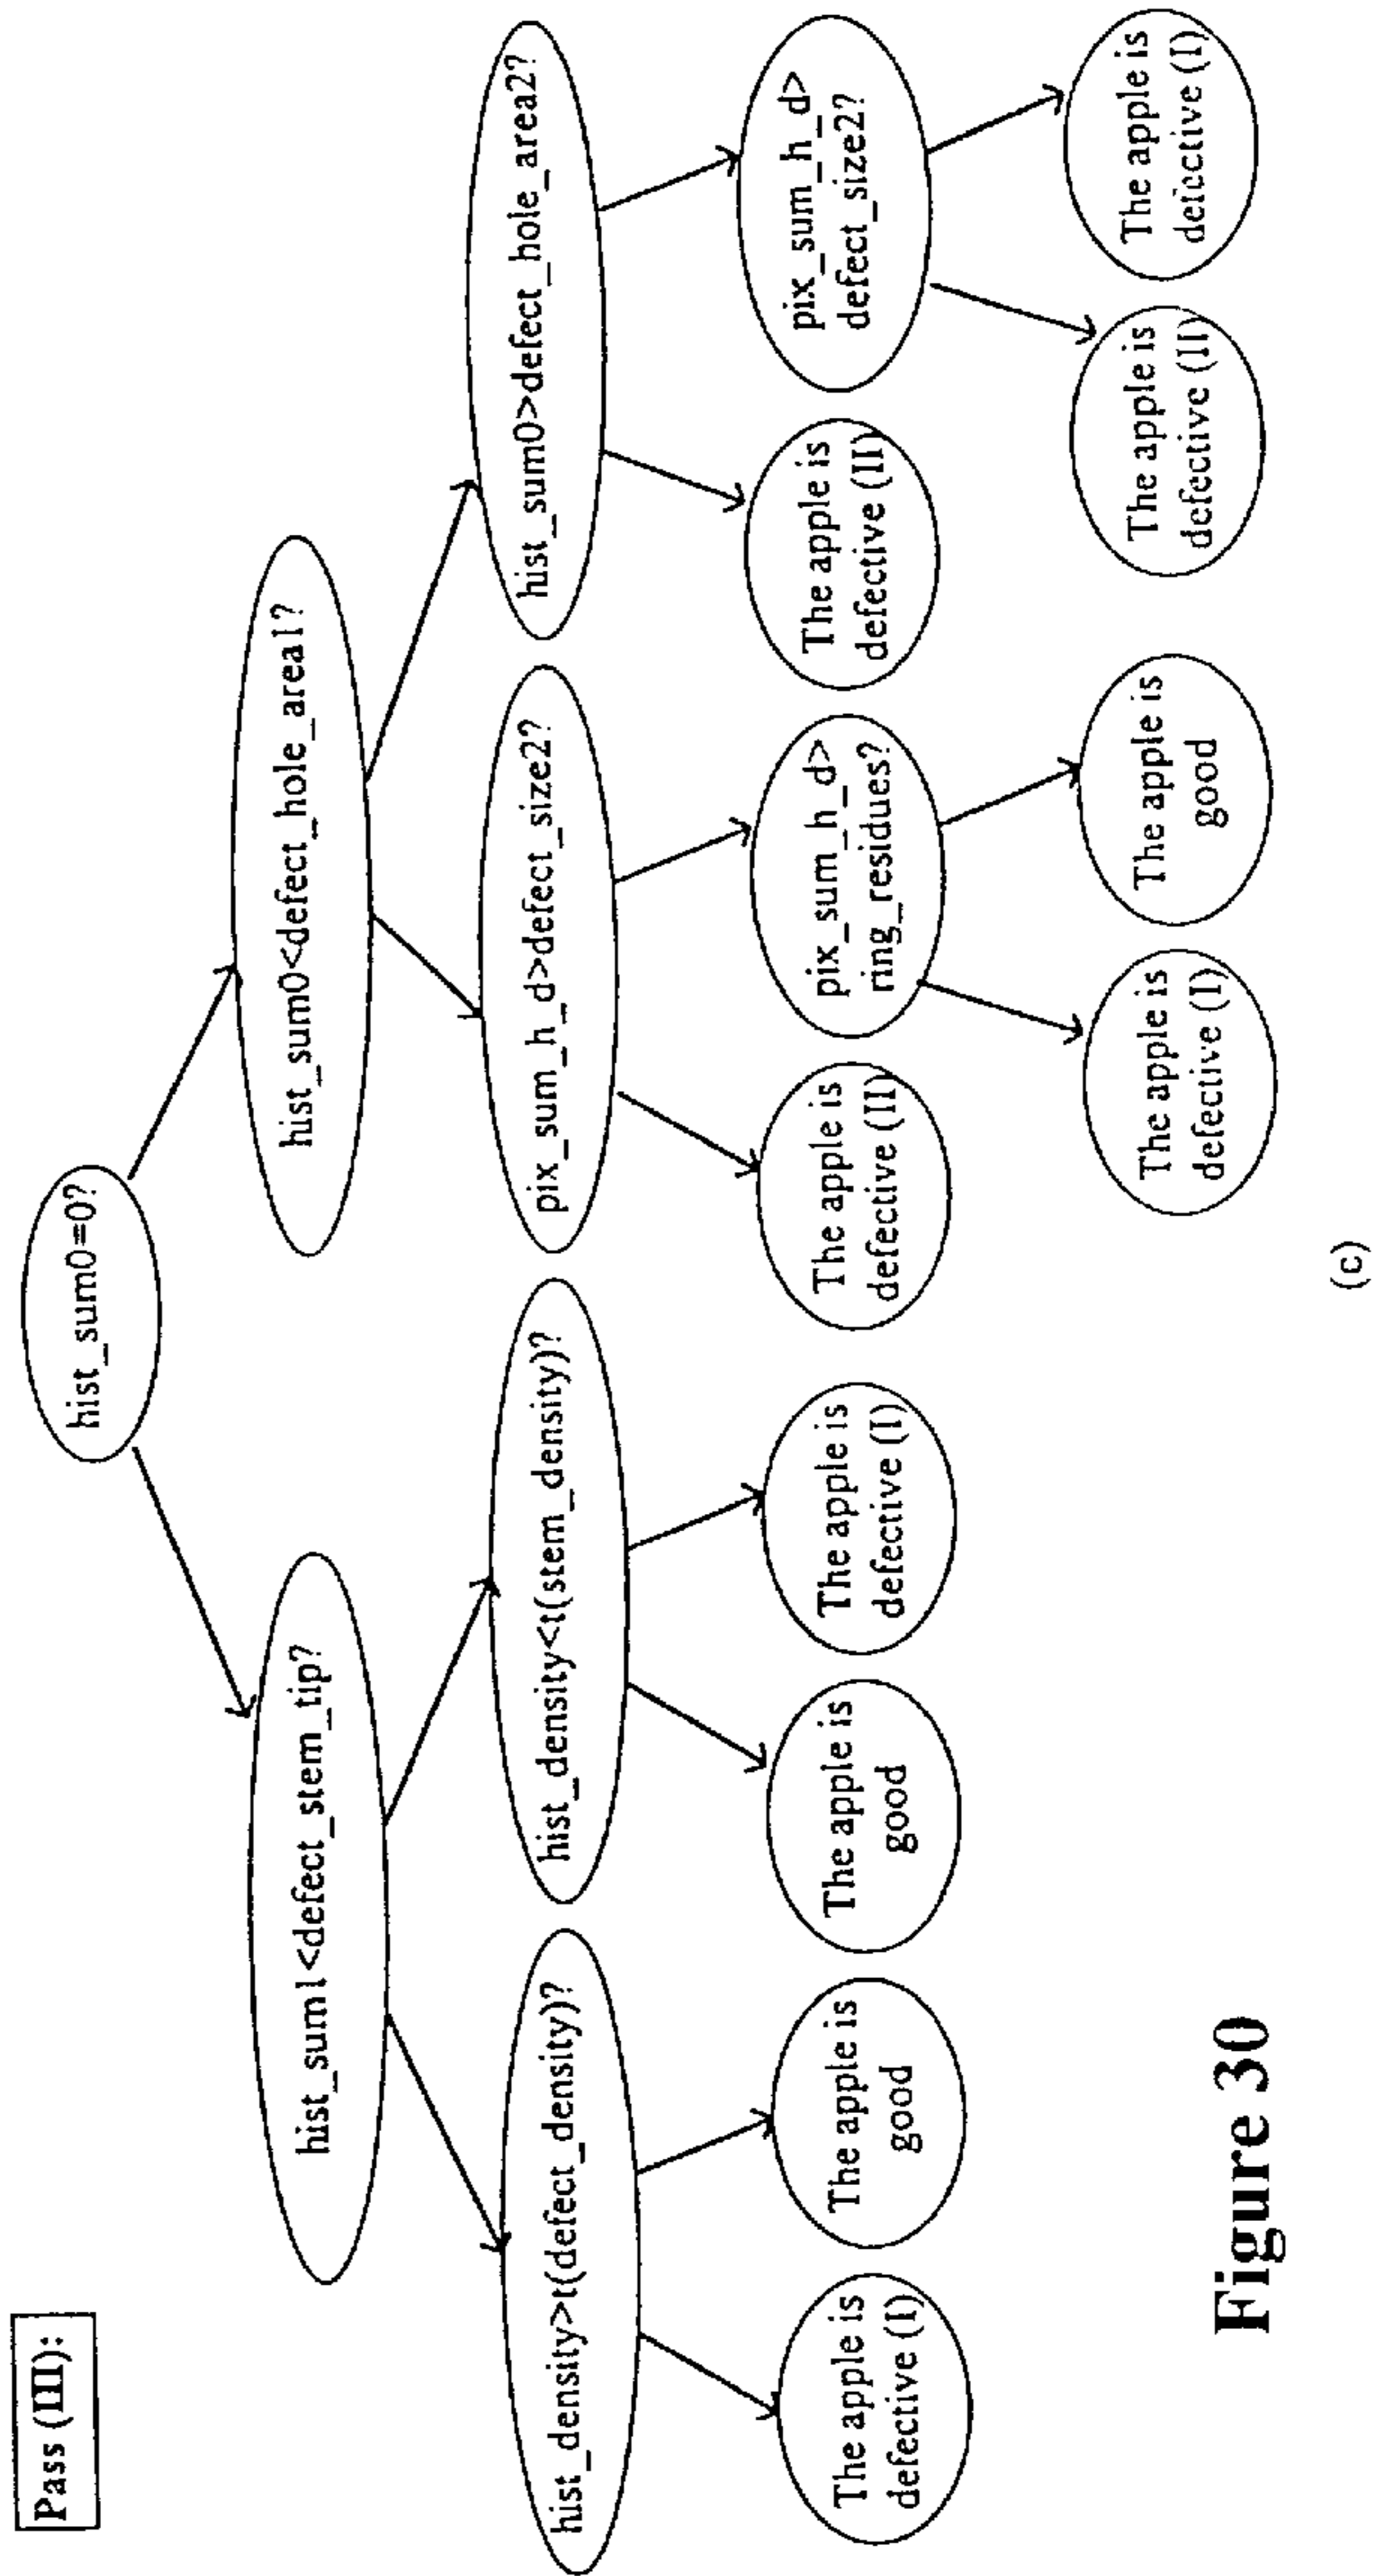 Pass (III):
hist_sum0=0?
hist_sum1<defect_stem_tip?
hist_sum0<defect_hole_area1?
hist_density>t(defect_density)?
hist_density<t(stem_density)?
pix_sum_h_d>defect_size2?
hist_sum0>defect_hole_area2?
The apple is
defective (I)
The apple is
good
The apple is
good
The apple is
defective (I)
The apple is
defective (II)
pix_sum_h_d>
ring_residues?
The apple is
defective (II)
pix_sum_h_d>
defect_size2?
The apple is
defective (I)
The apple is
good
The apple is
defective (II)
The apple is
defective (I)
Figure 30
(c)